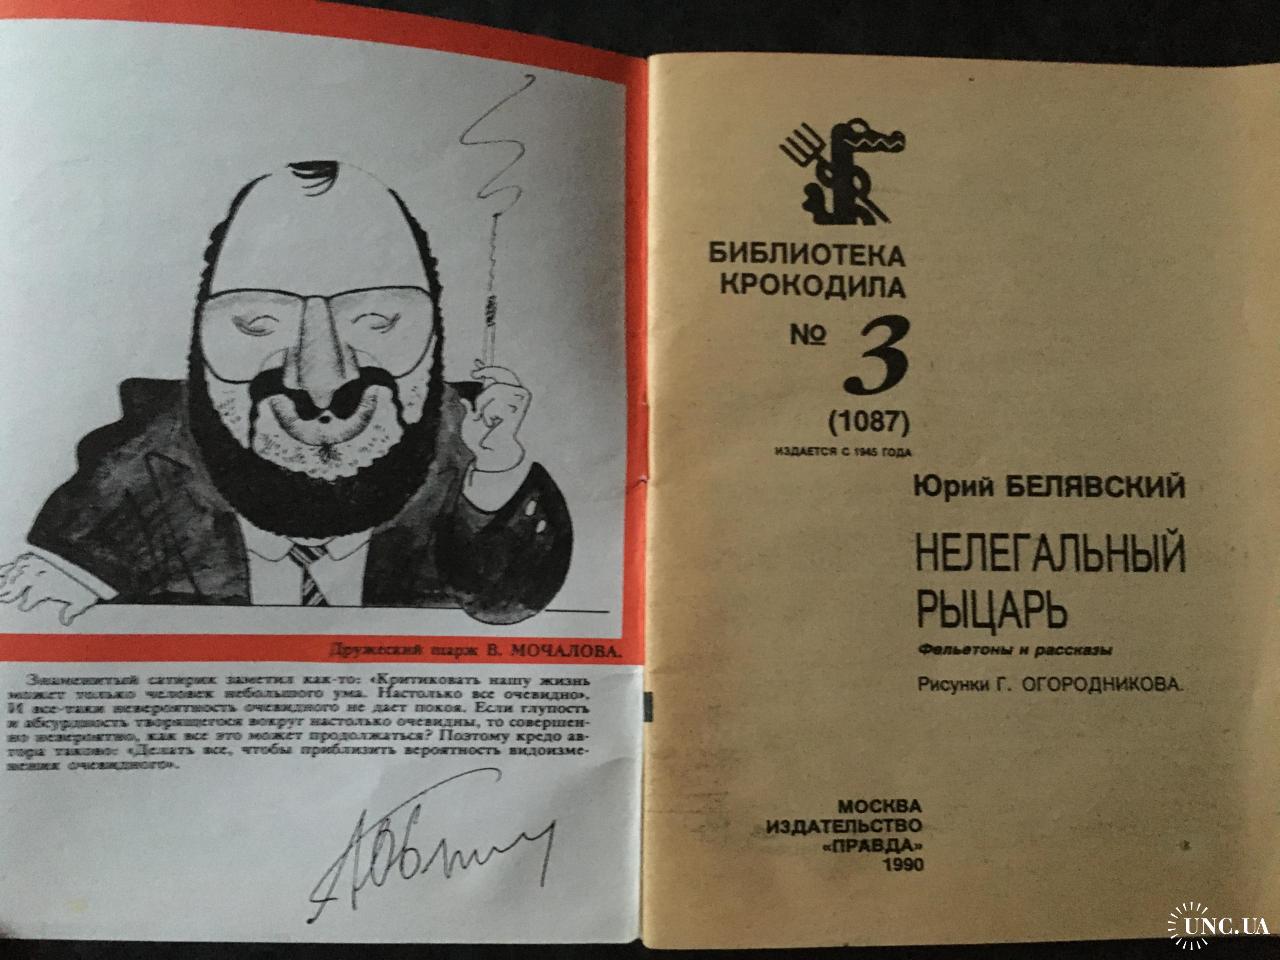 Дружеский шарж В. МОЧАЛОВА.
Знаменитый сатирик заметил как-то: «Критиковать нашу жизнь
может только человек небольшого ума. Настолько все очевидно».
И все-таки невероятность очевидного не дает покоя. Если глупость
и абсурдность творящегося вокруг настолько очевидны, то совершен-
но невероятно, как все это может продолжаться? Поэтому кредо ав-
тора таково: «Делать все, чтобы приблизить вероятность видоизме-
нения очевидного».
БИБЛИОТЕКА
КРОКОДИЛА
№ 3
(1087)
ИЗДАЕТСЯ С 1945 ГОДА
Юрий БЕЛЯВСКИЙ
НЕЛЕГАЛЬНЫЙ
РЫЦАРЬ
Фельетоны и рассказы
Рисунки Г. ОГОРОДНИКОВА.
МОСКВА
ИЗДАТЕЛЬСТВО
«ПРАВДА»
1990
UNC.UA